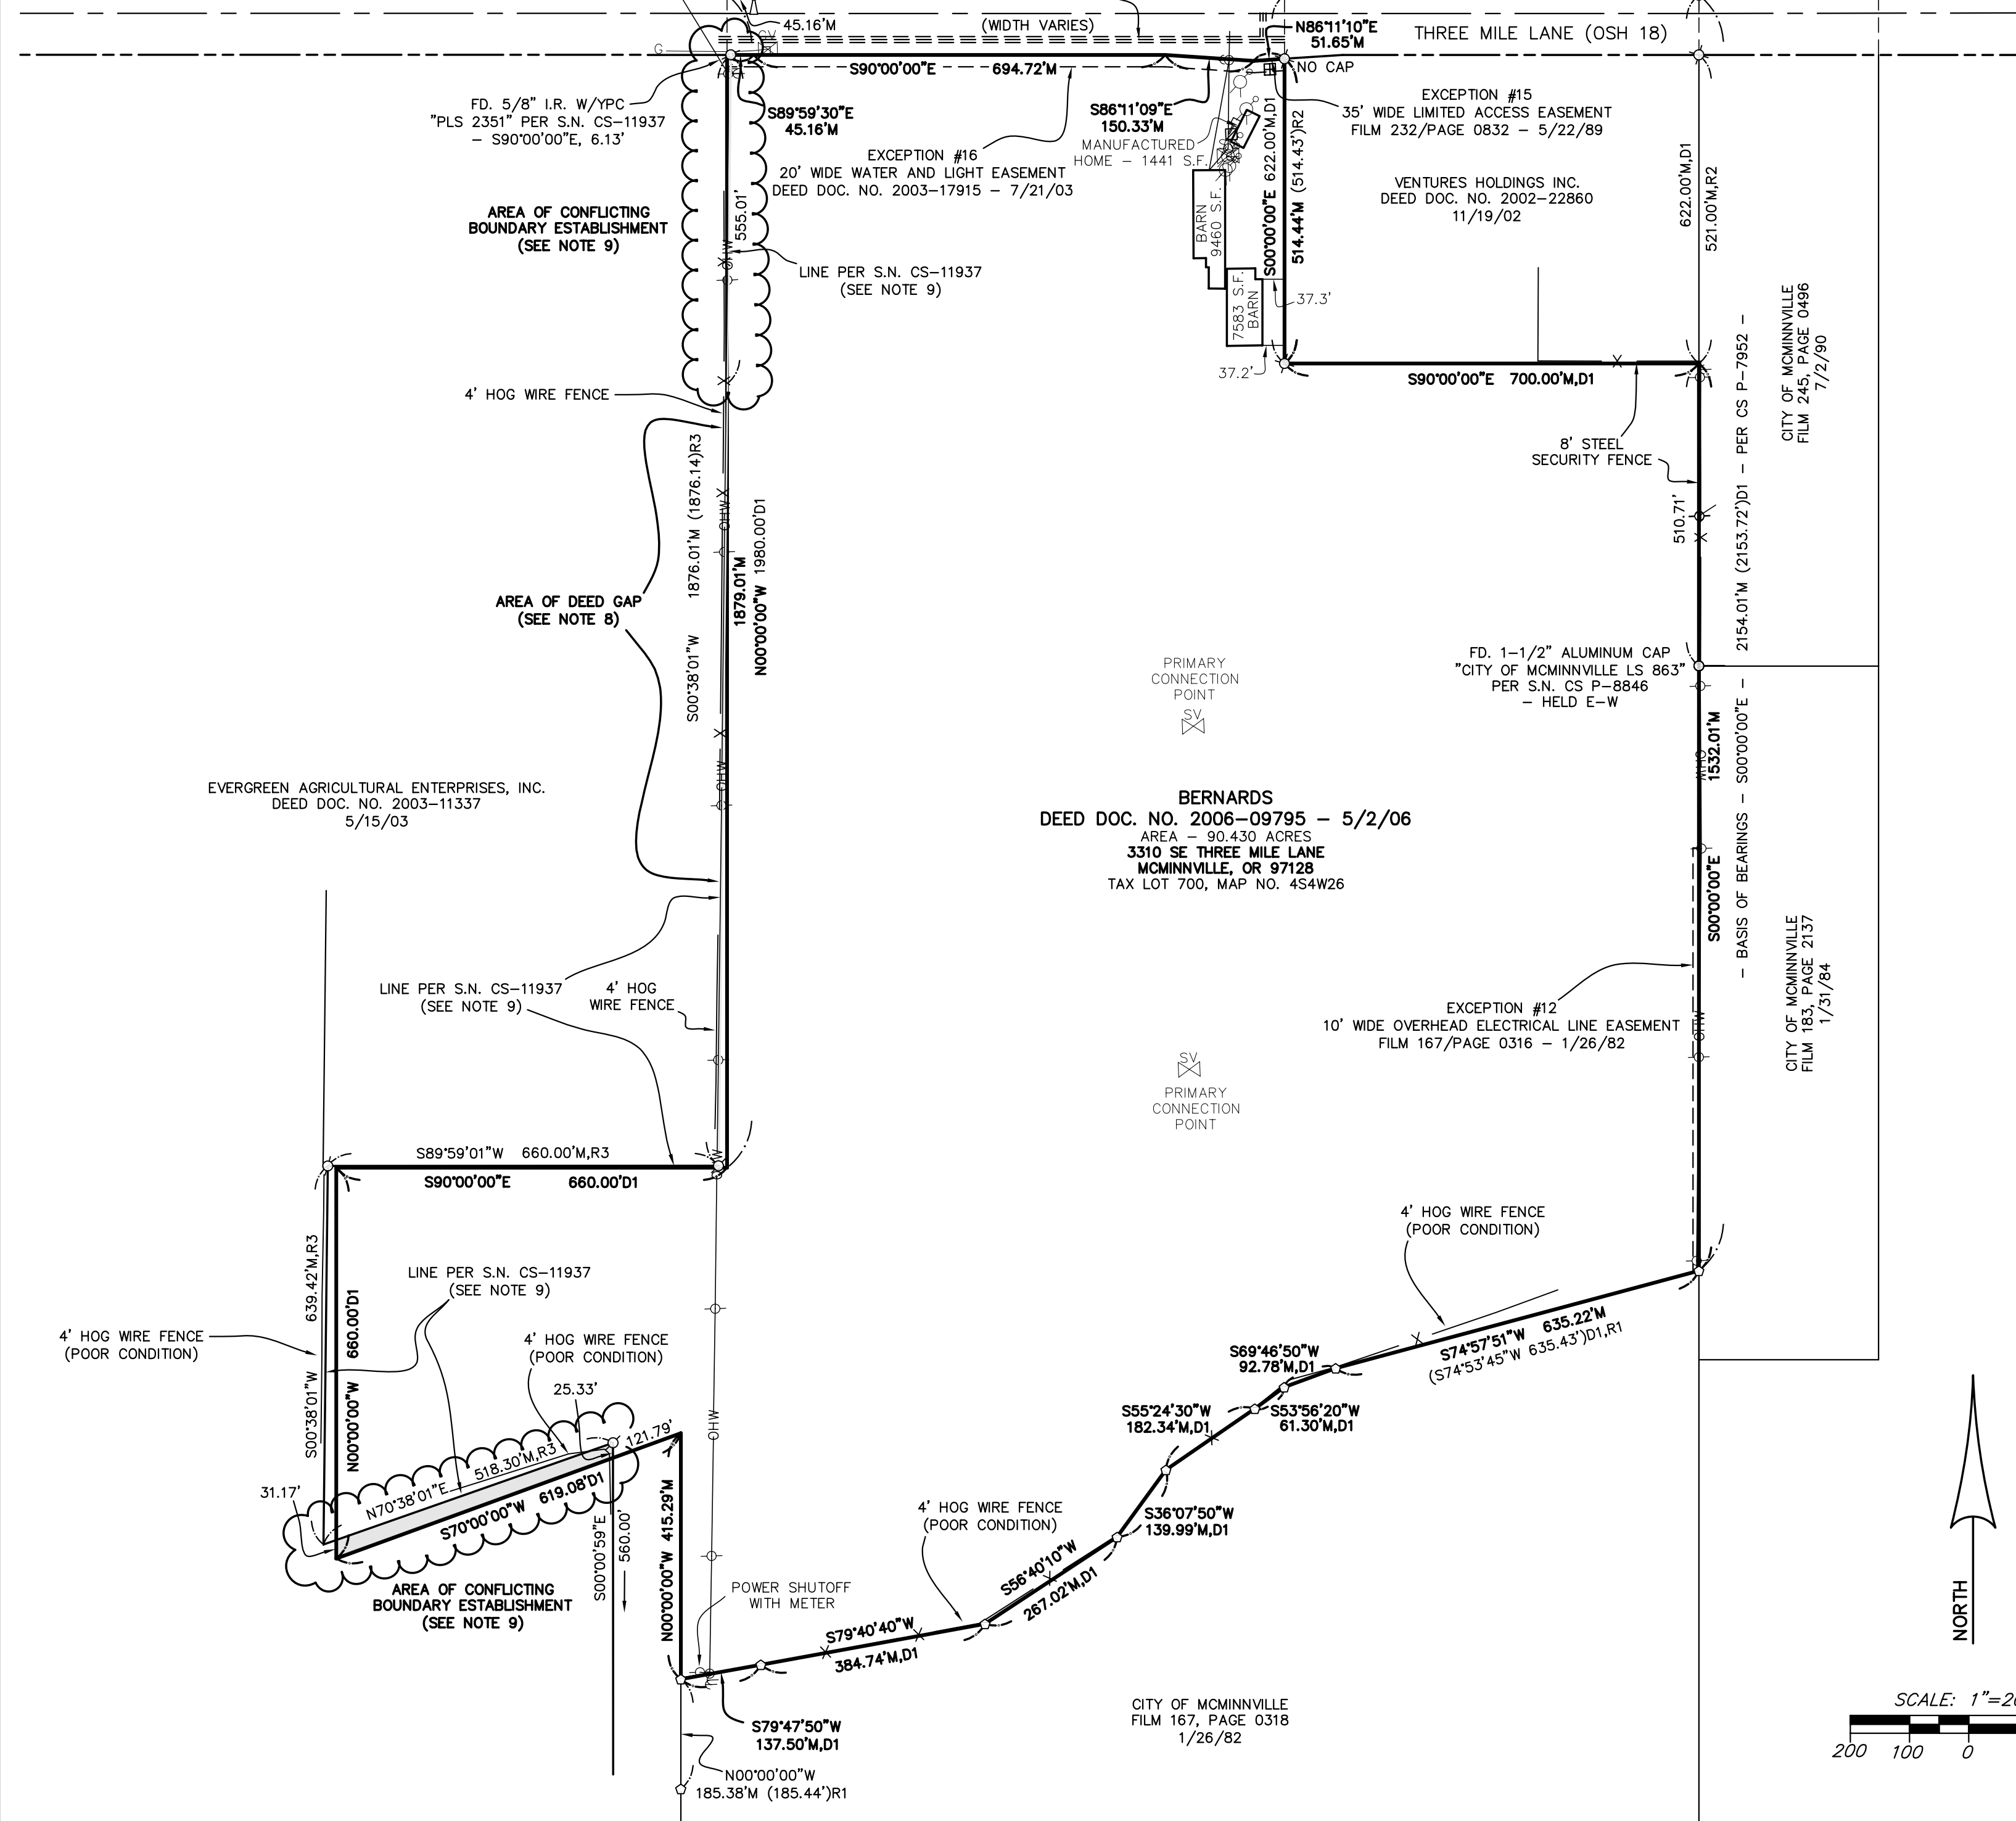 45.16'M
(WIDTH VARIES)
N86°11'10"E
51.65'M
THREE MILE LANE (OSH 18)
G
GV
S90°00'00"E 694.72'M
NO CAP
FD. 5/8" I.R. W/YPC
"PLS 2351" PER S.N. CS-11937
- S90°00'00"E, 6.13'
S89°59'30"E
45.16'M
S86°11'09"E
150.33'M
EXCEPTION #15
35' WIDE LIMITED ACCESS EASEMENT
FILM 232/PAGE 0832 - 5/22/89
MANUFACTURED
HOME - 1441 S.F.
EXCEPTION #16
20' WIDE WATER AND LIGHT EASEMENT
DEED DOC. NO. 2003-17915 - 7/21/03
VENTURES HOLDINGS INC.
DEED DOC. NO. 2002-22860
11/19/02
AREA OF CONFLICTING
BOUNDARY ESTABLISHMENT
(SEE NOTE 9)
555.01'
OHW
LINE PER S.N. CS-11937
(SEE NOTE 9)
BARN
9460 S.F.
7583 S.F.
BARN
S00°00'00"E 622.00'M,D1
514.44'M (514.43')R2
37.3'
37.2'
622.00'M,D1
521.00'M,R2
S90°00'00"E 700.00'M,D1
CITY OF MCMINNVILLE
FILM 245, PAGE 0496
7/2/90
4' HOG WIRE FENCE
8' STEEL
SECURITY FENCE
510.71'
2154.01'M (2153.72')D1 - PER CS P-7952 -
- BASIS OF BEARINGS - S00°00'00"E -
S00°38'01"W 1876.01'M (1876.14)R3
OHW
1879.01'M
N00°00'00"W 1980.00'D1
AREA OF DEED GAP
(SEE NOTE 8)
FD. 1-1/2" ALUMINUM CAP
"CITY OF MCMINNVILLE LS 863"
PER S.N. CS P-8846
- HELD E-W
PRIMARY
CONNECTION
POINT
SV
OHW
OHW
1532.01'M
S00°00'00"E
EVERGREEN AGRICULTURAL ENTERPRISES, INC.
DEED DOC. NO. 2003-11337
5/15/03
BERNARDS
DEED DOC. NO. 2006-09795 - 5/2/06
AREA - 90.430 ACRES
3310 SE THREE MILE LANE
MCMINNVILLE, OR 97128
TAX LOT 700, MAP NO. 4S4W26
CITY OF MCMINNVILLE
FILM 183, PAGE 2137
1/31/84
LINE PER S.N. CS-11937
(SEE NOTE 9)
4' HOG
WIRE FENCE
EXCEPTION #12
10' WIDE OVERHEAD ELECTRICAL LINE EASEMENT
FILM 167/PAGE 0316 - 1/26/82
OHW
SV
PRIMARY
CONNECTION
POINT
S89°59'01"W 660.00'M,R3
S90°00'00"E 660.00'D1
4' HOG WIRE FENCE
(POOR CONDITION)
S00°38'01"W 639.42'M,R3
N00°00'00"W 660.00'D1
LINE PER S.N. CS-11937
(SEE NOTE 9)
4' HOG WIRE FENCE
(POOR CONDITION)
4' HOG WIRE FENCE
(POOR CONDITION)
25.33'
121.79'
OHW
S74°57'51"W 635.22'M
(S74°53'45"W 635.43')D1,R1
S69°46'50"W
92.78'M,D1
S55°24'30"W
182.34'M,D1
S53°56'20"W
61.30'M,D1
31.17'
N70°38'01"E 518.30'M,R3
S70°00'00"W 619.08'D1
S00°00'59"E
560.00'
N00°00'00"W 415.29'M
4' HOG WIRE FENCE
(POOR CONDITION)
S36°07'50"W
139.99'M,D1
S56°40'10"W
267.02'M,D1
AREA OF CONFLICTING
BOUNDARY ESTABLISHMENT
(SEE NOTE 9)
POWER SHUTOFF
WITH METER
S79°40'40"W
384.74'M,D1
S79°47'50"W
137.50'M,D1
N00°00'00"W
185.38'M (185.44')R1
CITY OF MCMINNVILLE
FILM 167, PAGE 0318
1/26/82
NORTH
SCALE: 1"=20
200 100 0